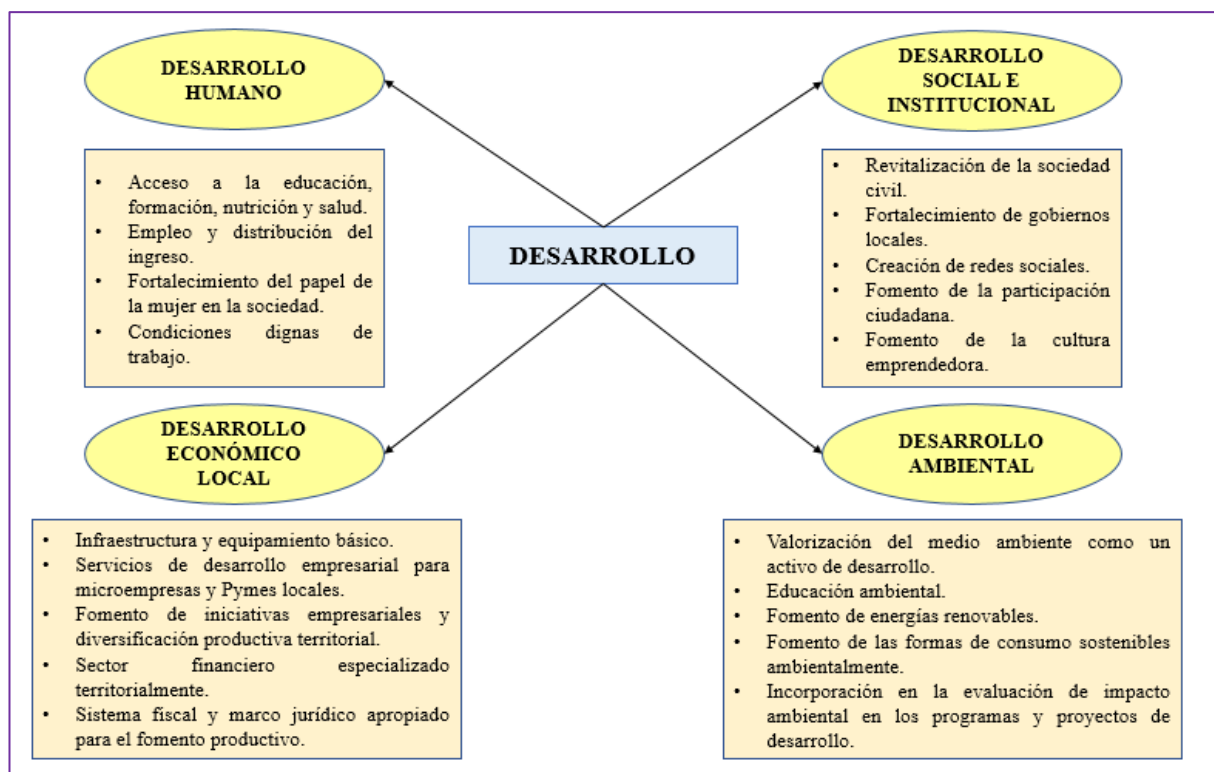 DESARROLLO
HUMANO
• Acceso a la educación,
formación, nutrición y salud.
• Empleo y distribución del
ingreso.
• Fortalecimiento del papel de
la mujer en la sociedad.
• Condiciones dignas de
trabajo.
DESARROLLO
SOCIAL E
INSTITUCIONAL
• Revitalización de la sociedad
civil.
• Fortalecimiento de gobiernos
locales.
• Creación de redes sociales.
• Fomento de la participación
ciudadana.
• Fomento de la cultura
emprendedora.
DESARROLLO
DESARROLLO
ECONÓMICO
LOCAL
• Infraestructura y equipamiento básico.
• Servicios de desarrollo empresarial para
microempresas y Pymes locales.
• Fomento de iniciativas empresariales y
diversificación productiva territorial.
• Sector financiero especializado
territorialmente.
• Sistema fiscal y marco jurídico apropiado
para el fomento productivo.
DESARROLLO
AMBIENTAL
• Valorización del medio ambiente como un
activo de desarrollo.
• Educación ambiental.
• Fomento de energías renovables.
• Fomento de las formas de consumo sostenibles
ambientalmente.
• Incorporación en la evaluación de impacto
ambiental en los programas y proyectos de
desarrollo.